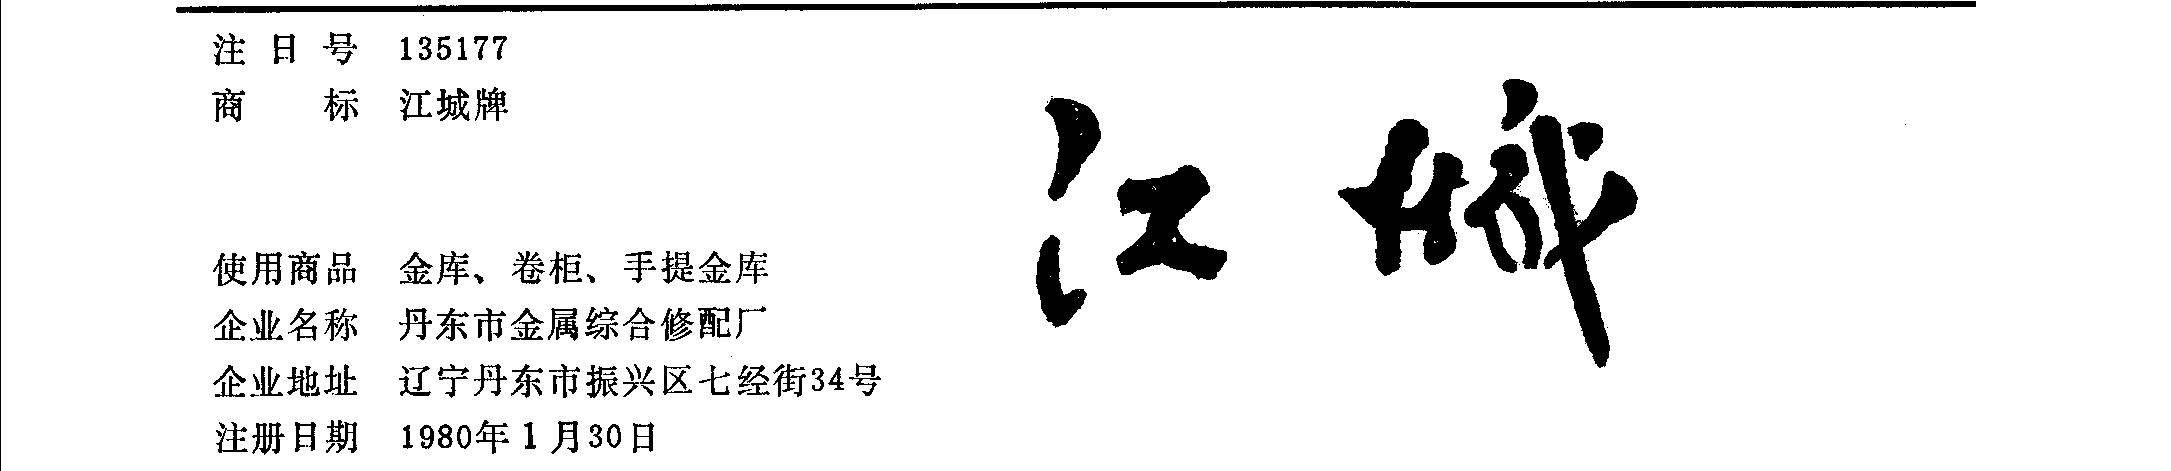 注日号 135177
商标 江城牌
江城
使用商品 金库、卷柜、手提金库
企业名称 丹东市金属综合修配厂
企业地址 辽宁丹东市振兴区七经街34号
注册日期 1980年1月30日